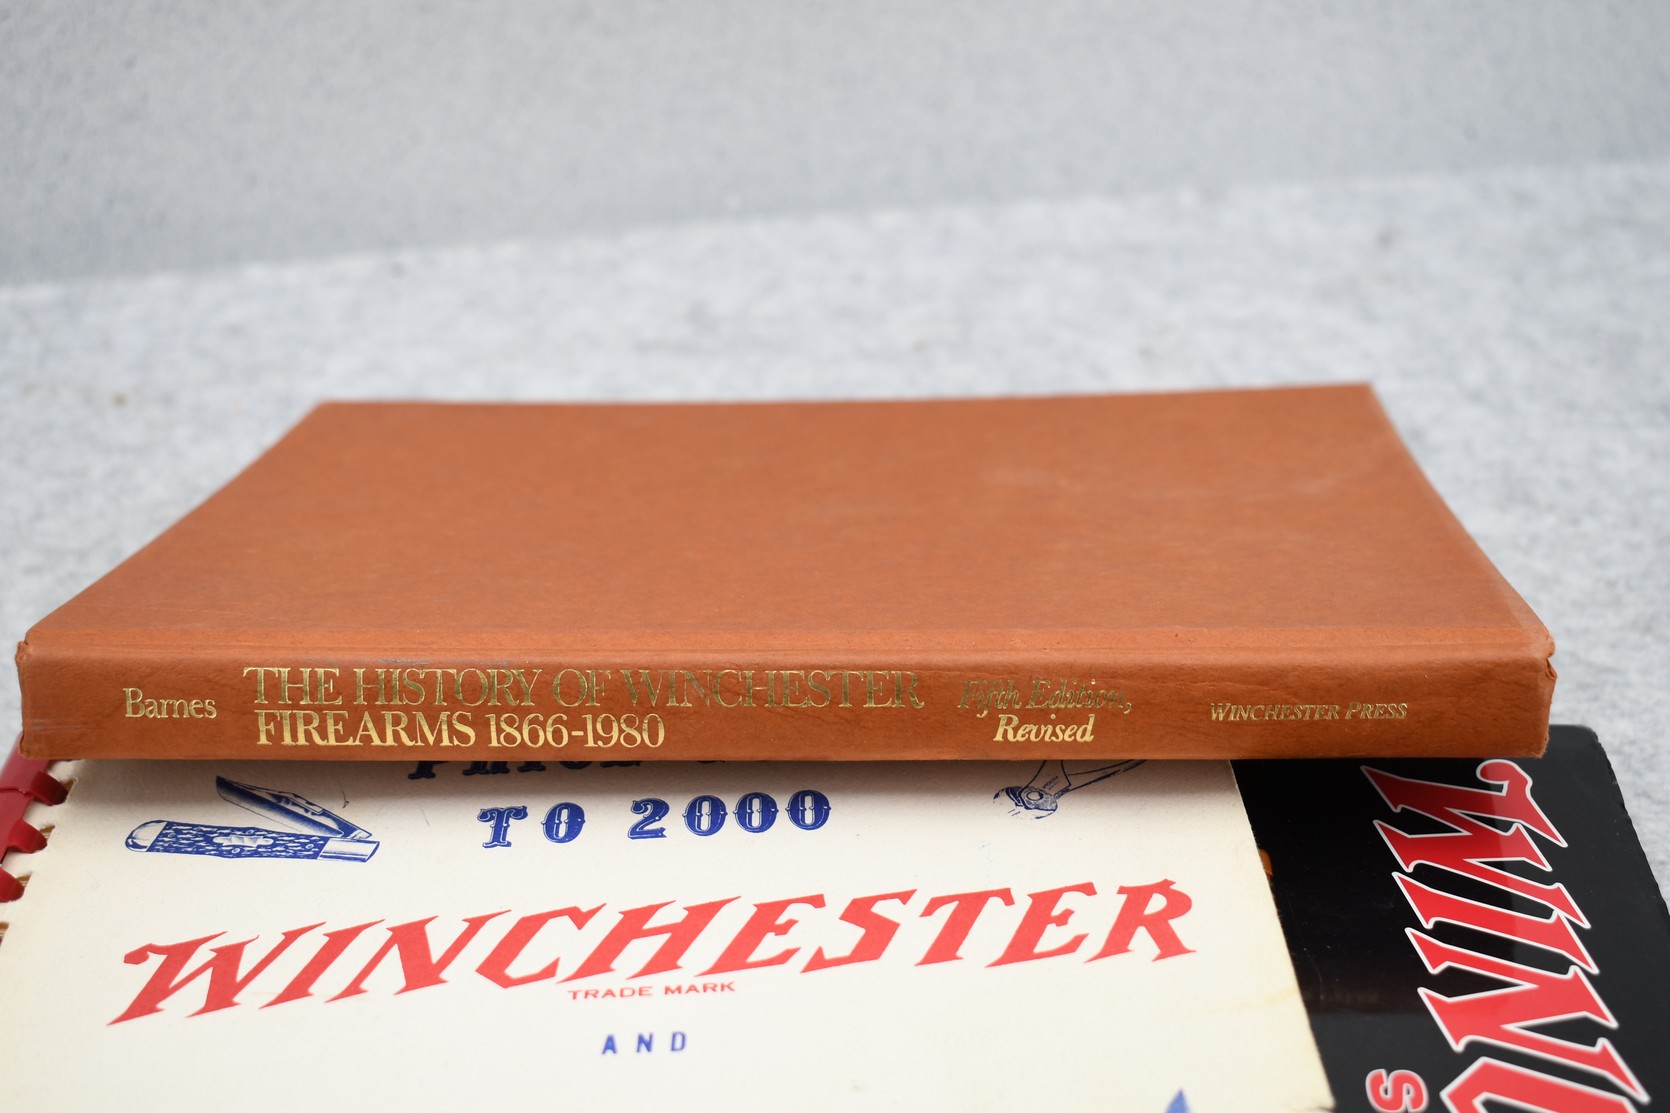 Barnes
THE HISTORY OF WINCHESTER
FIREARMS 1866-1980
Fifth Edition,
Revised
WINCHESTER PRESS
TO 2000
WINCHESTER
TRADE MARK
AND